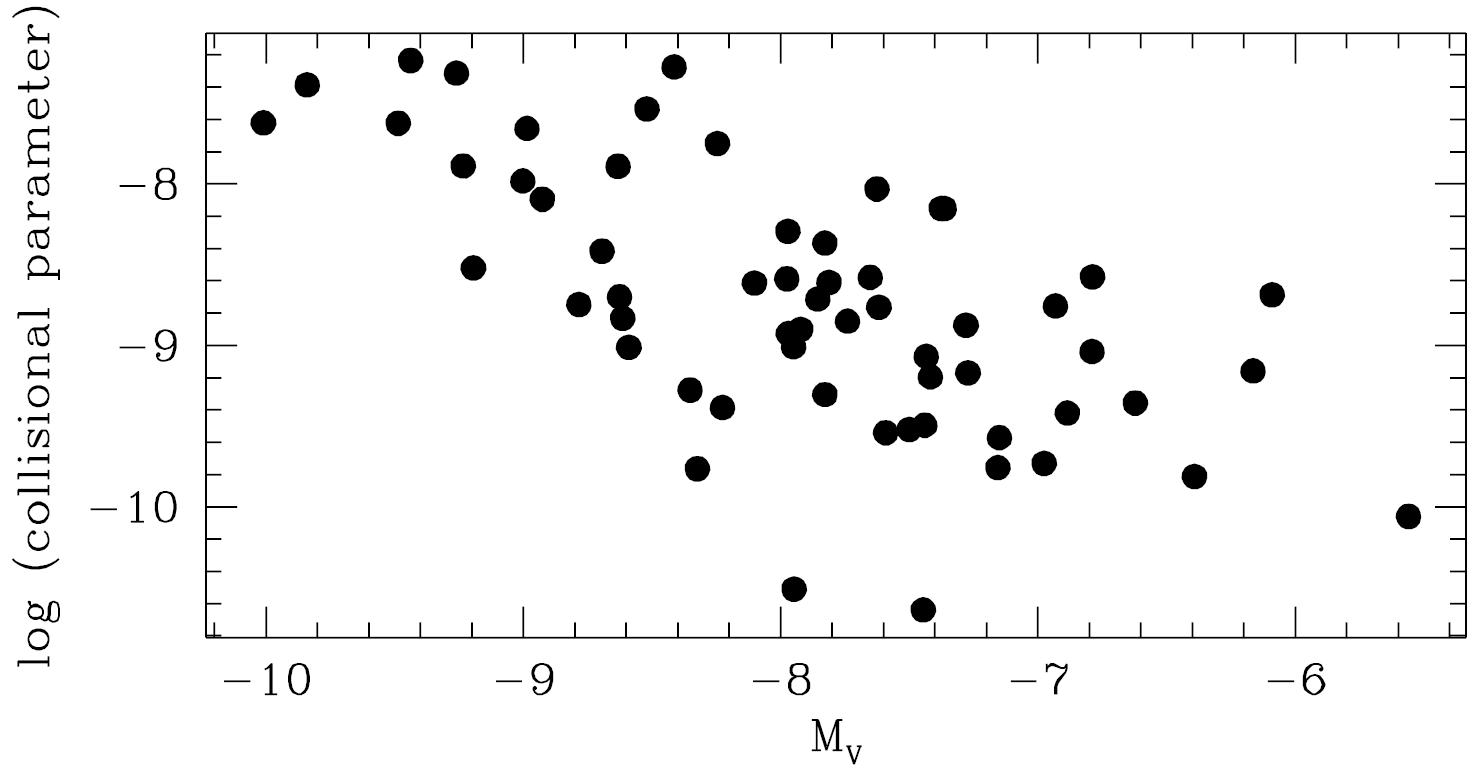 log (collisional parameter)
−8
−9
−10
−10 −9 −8 −7 −6
M_V